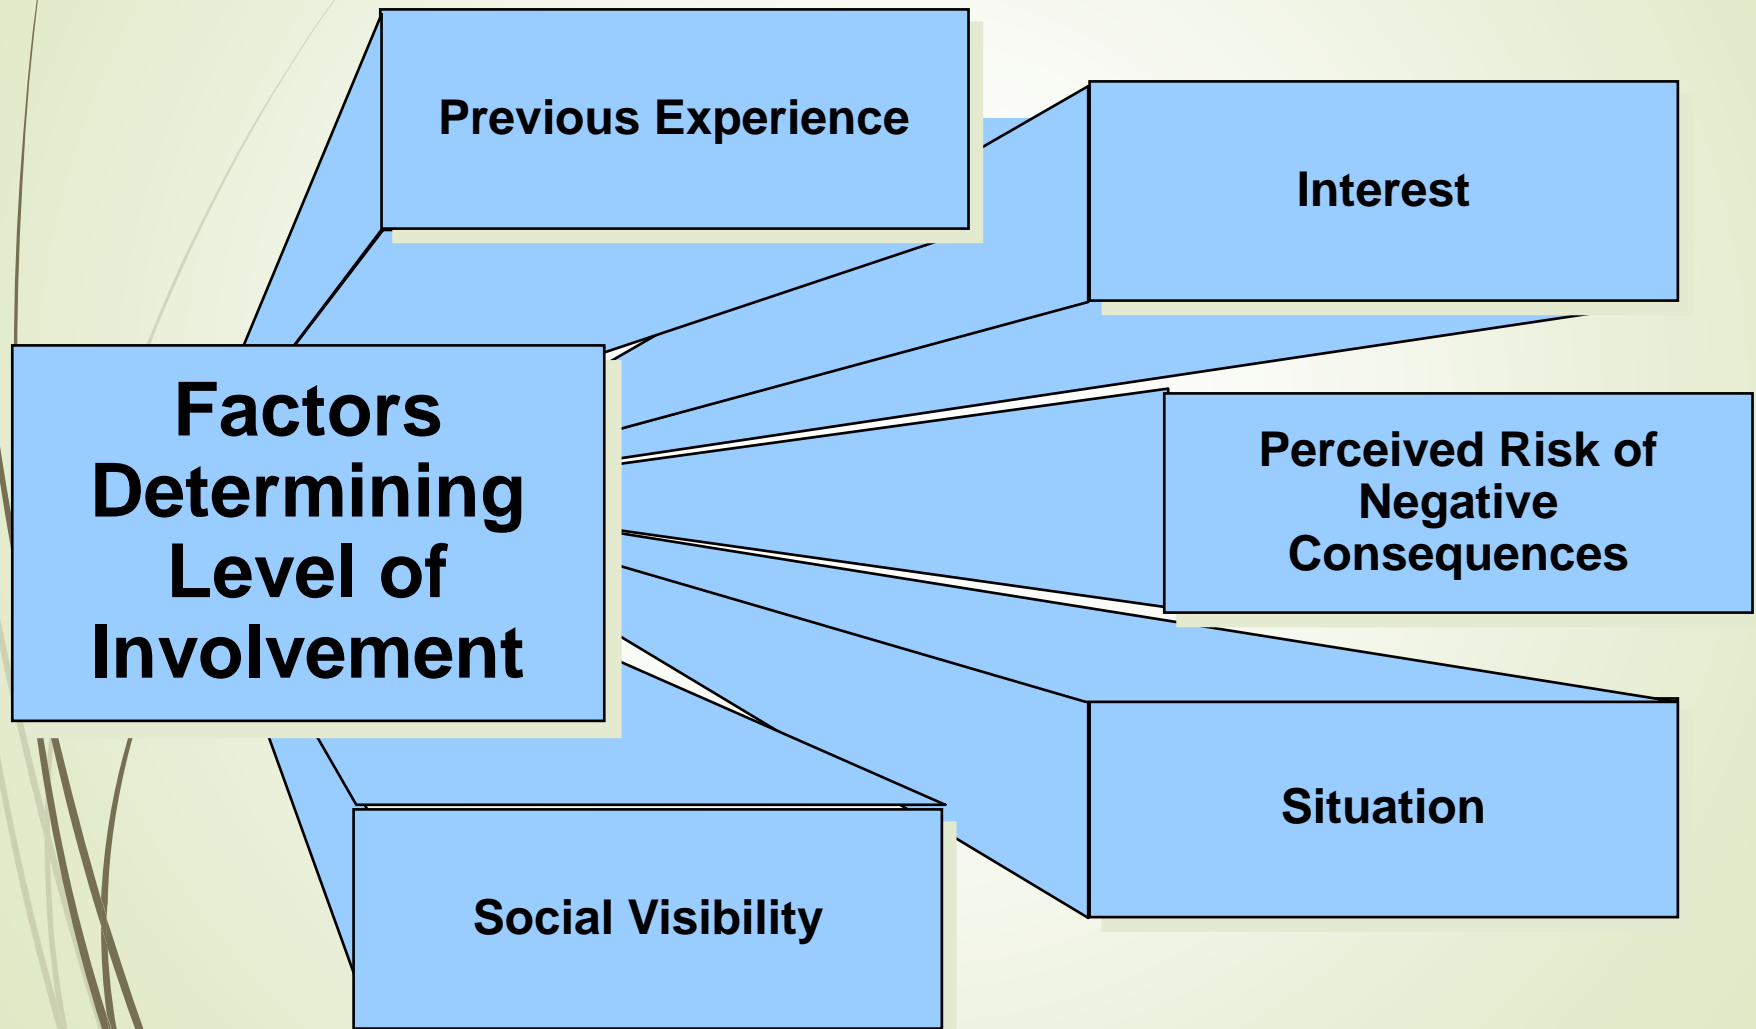 Previous Experience
Interest
Factors
Determining
Level of
Involvement
Perceived Risk of
Negative
Consequences
Situation
Social Visibility